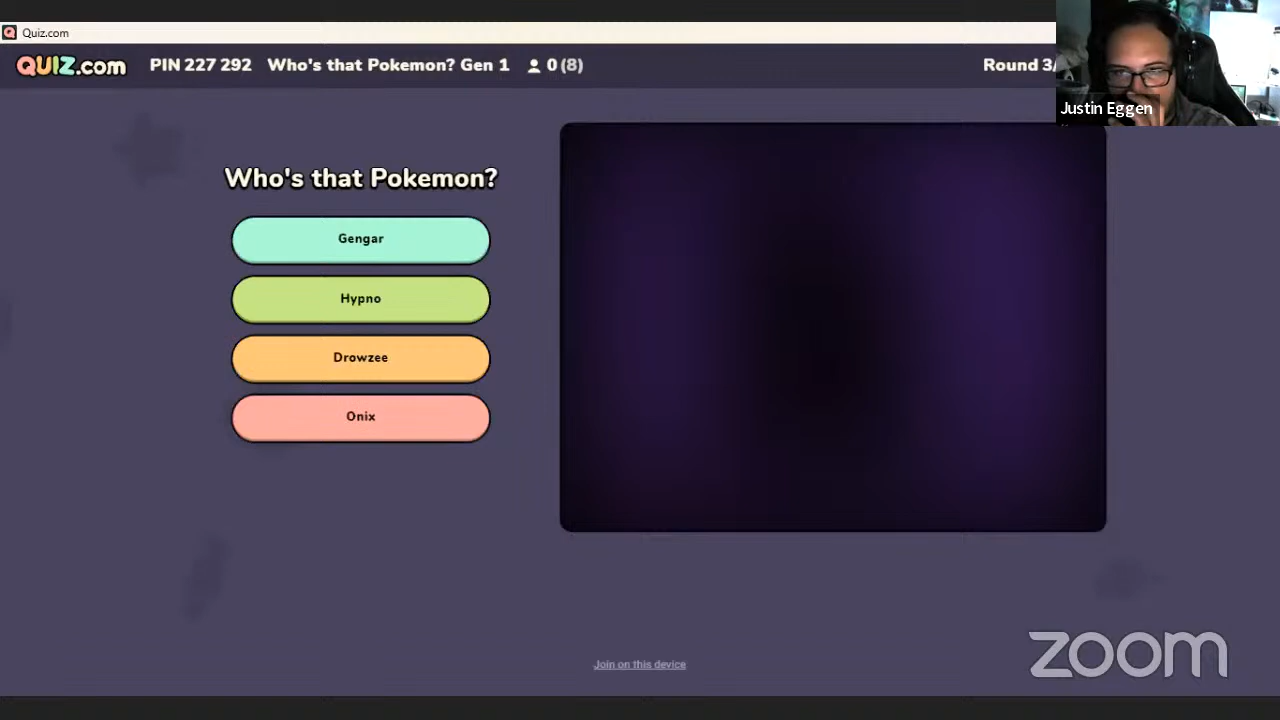 Quiz.com
QUIZ.com PIN 227 292 Who's that Pokemon? Gen 1 0 (8) Round 3/
Justin Eggen
Who's that Pokemon?
Gengar
Hypno
Drowzee
Onix
Join on this device
zoom